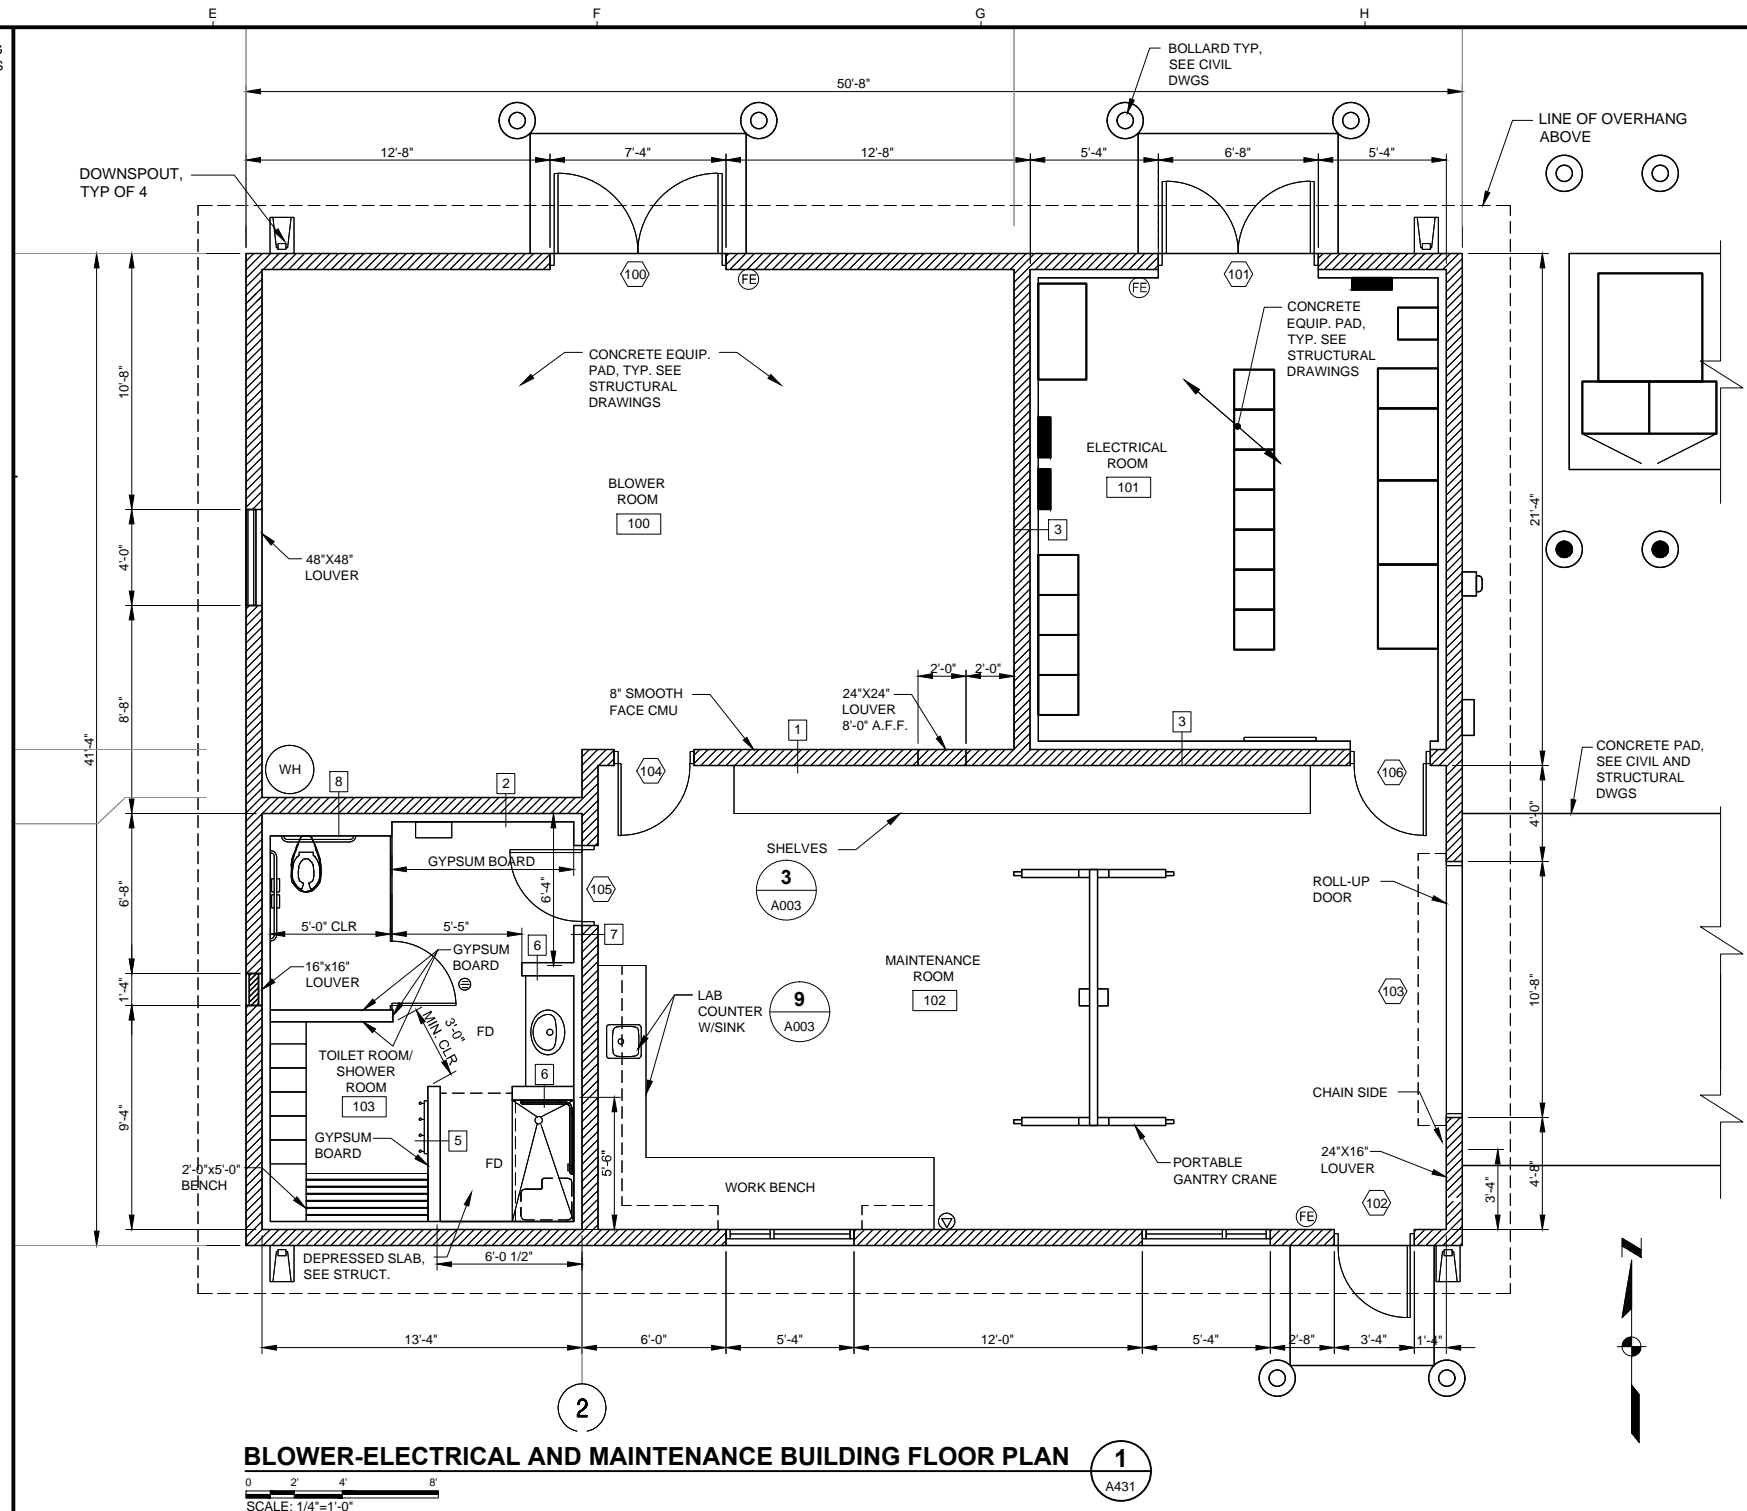 E F G H
BOLLARD TYP,
SEE CIVIL
DWGS
50'-8"
LINE OF OVERHANG
ABOVE
12'-8" 7'-4" 12'-8" 5'-4" 6'-8" 5'-4"
DOWNSPOUT,
TYP OF 4
100 FE 101 FE
CONCRETE
EQUIP. PAD,
TYP. SEE
STRUCTURAL
DRAWINGS
CONCRETE EQUIP.
PAD, TYP. SEE
STRUCTURAL
DRAWINGS
10'-8"
ELECTRICAL
ROOM
101
BLOWER
ROOM
100
21'-4"
3
48"X48"
LOUVER
4'-0"
2'-0" 2'-0"
8" SMOOTH
FACE CMU
24"X24"
LOUVER
8'-0" A.F.F.
8'-8"
41'-4"
1 3
CONCRETE PAD,
SEE CIVIL AND
STRUCTURAL
DWGS
WH 104 106
8 2
4'-0"
SHELVES
GYPSUM BOARD
3
A003
105
6'-4"
6'-8"
ROLL-UP
DOOR
5'-0" CLR 5'-5"
7
6
GYPSUM
BOARD
MAINTENANCE
ROOM
102
16"x16"
LOUVER
1'-4"
LAB
COUNTER
W/SINK
9
A003
103
10'-8"
3'-0"
MIN. CLR
FD
TOILET ROOM/
SHOWER
ROOM
103
6
CHAIN SIDE
9'-4"
GYPSUM
BOARD
5
FD
5'-6"
24"X16"
LOUVER
4'-8"
3'-4"
2'-0"x5'-0"
BENCH
WORK BENCH
PORTABLE
GANTRY CRANE
102
FE
DEPRESSED SLAB,
SEE STRUCT.
6'-0 1/2"
N
13'-4" 6'-0" 5'-4" 12'-0" 5'-4" 2'-8" 3'-4" 1'-4"
2
BLOWER-ELECTRICAL AND MAINTENANCE BUILDING FLOOR PLAN
1
A431
0 2' 4' 8'
SCALE: 1/4"=1'-0"